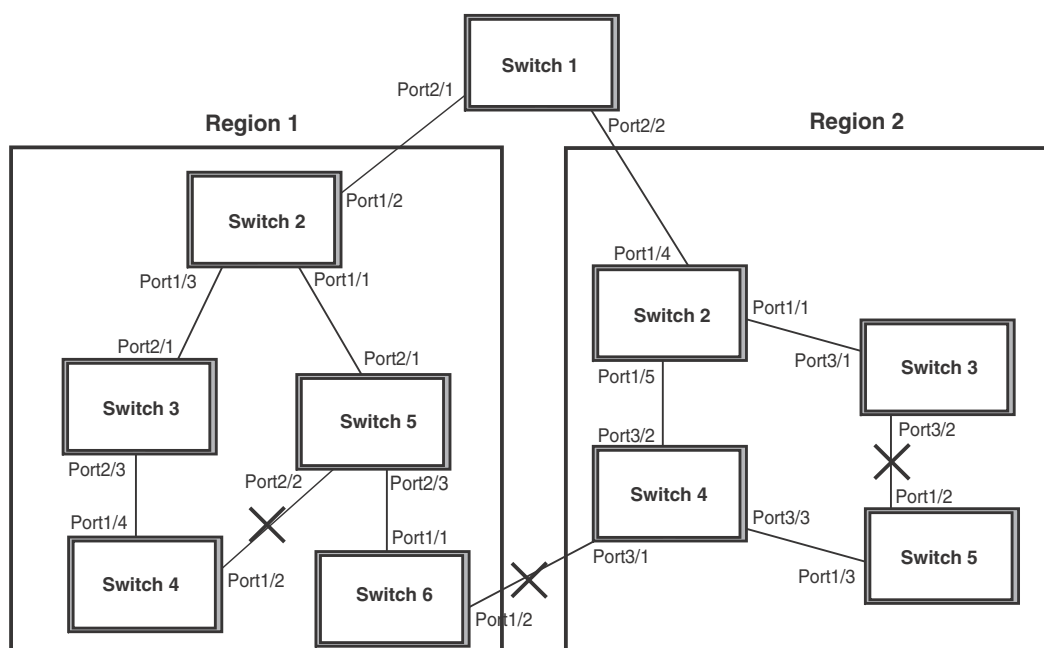 Switch 1
Port2/1
Region 1
Port2/2
Region 2
Port1/2
Switch 2
Port1/3
Port1/1
Port1/4
Switch 2
Port1/1
Port3/1
Switch 3
Port2/1
Port2/1
Port1/5
Switch 3
Switch 5
Port3/2
Port3/2
Port2/3
Port2/2
Port2/3
Switch 4
Port1/2
Port1/4
Port1/1
Port3/3
Port3/1
Switch 5
Switch 4
Port1/2
Switch 6
Port1/3
Port1/2